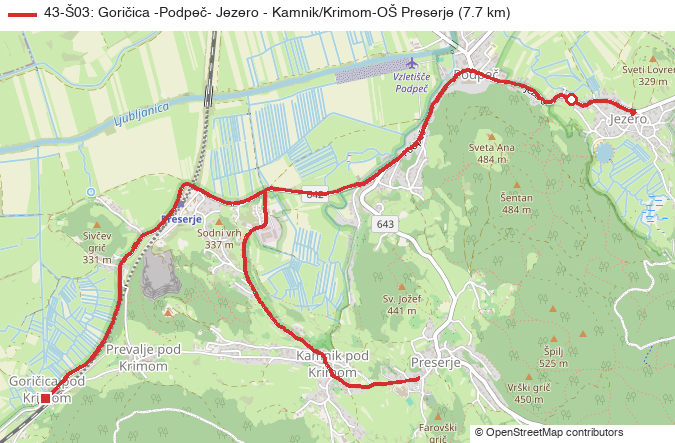 43-Š03: Goričica -Podpeč- Jezero - Kamnik/Krimom-OŠ Preserje (7.7 km)
Podpeč
Vzletišče
Podpeč
Sveti Lovrenc
329 m
Ljubljanica
Jezero
Sveta Ana
484 m
Šentan
484 m
642
Preserje
643
Sodni vrh
337 m
Sivčev
grič
331 m
Sv. Jožef
441 m
Prevalje pod
Krimom
Kamnik pod
Krimom
Preserje
Špilj
525 m
Goričica pod
Krimom
Vrški grič
450 m
Farovški
grič
© OpenStreetMap contributors